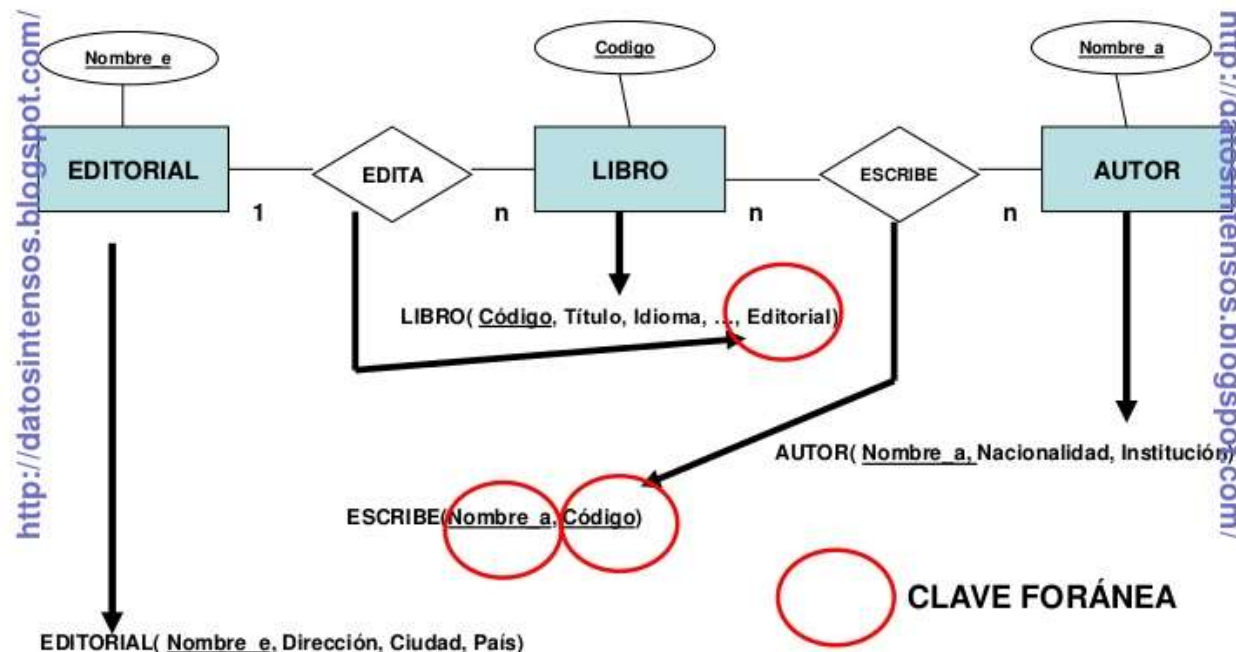 http://datosintensos.blogspot.com/
http://datosintensos.blogspot.com/
Nombre_e
Codigo
Nombre_a
EDITORIAL
EDITA
LIBRO
ESCRIBE
AUTOR
1
n
n
n
LIBRO( Código, Título, Idioma, ..., Editorial)
AUTOR( Nombre_a, Nacionalidad, Institución)
ESCRIBE(Nombre_a, Código)
CLAVE FORÁNEA
EDITORIAL( Nombre_e, Dirección, Ciudad, País)